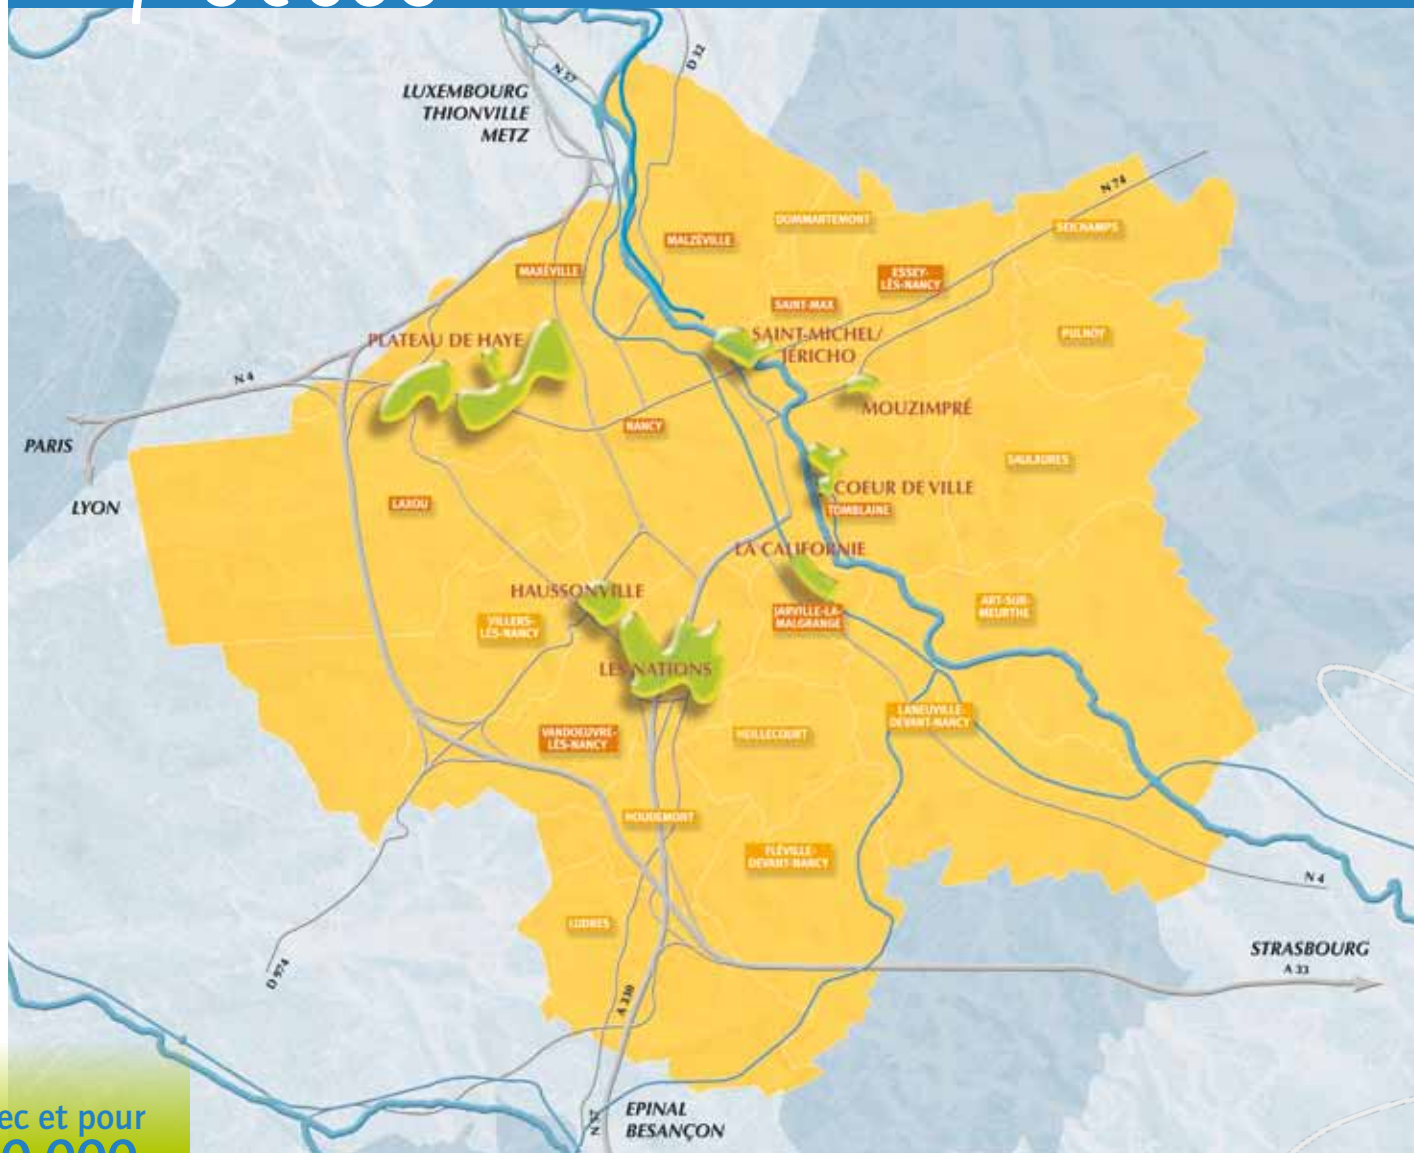 N 57
D 32
LUXEMBOURG
THIONVILLE
METZ
N 74
DOMMARTEMONT
SEICHAMPS
MALZÉVILLE
MAXÉVILLE
ESSEY-
LÈS-NANCY
SAINT-MAX
PLATEAU DE HAYE
SAINT-MICHEL/
JÉRICHO
PULNOY
N 4
MOUZIMPRÉ
NANCY
PARIS
SAULXURES
COEUR DE VILLE
LAXOU
LYON
TOMBLAINE
LA CALIFORNIE
HAUSSONVILLE
ART-SUR-
MEURTHE
JARVILLE-LA-
MALGRANGE
VILLERS-
LÈS-NANCY
LES NATIONS
LANEUVILLE-
DEVANT-NANCY
VANDOEUVRE-
LÈS-NANCY
HEILLECOURT
HOUDEMONT
FLÉVILLE-
DEVANT-NANCY
N 4
LUDRES
STRASBOURG
A 33
D 974
A 330
ec et pour
EPINAL
BESANÇON
N 57